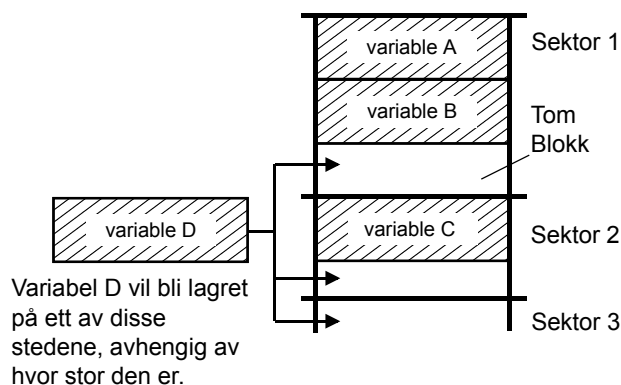 variable A
Sektor 1
variable B
Tom
Blokk
variable D
variable C
Sektor 2
Variabel D vil bli lagret
på ett av disse
stedene, avhengig av
hvor stor den er.
Sektor 3